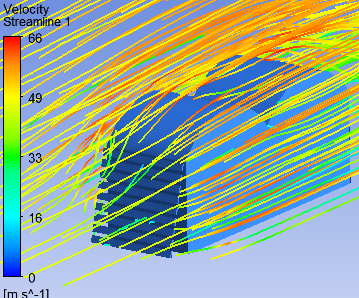 Velocity
Streamline 1
66
49
33
16
0
[m s^-1]